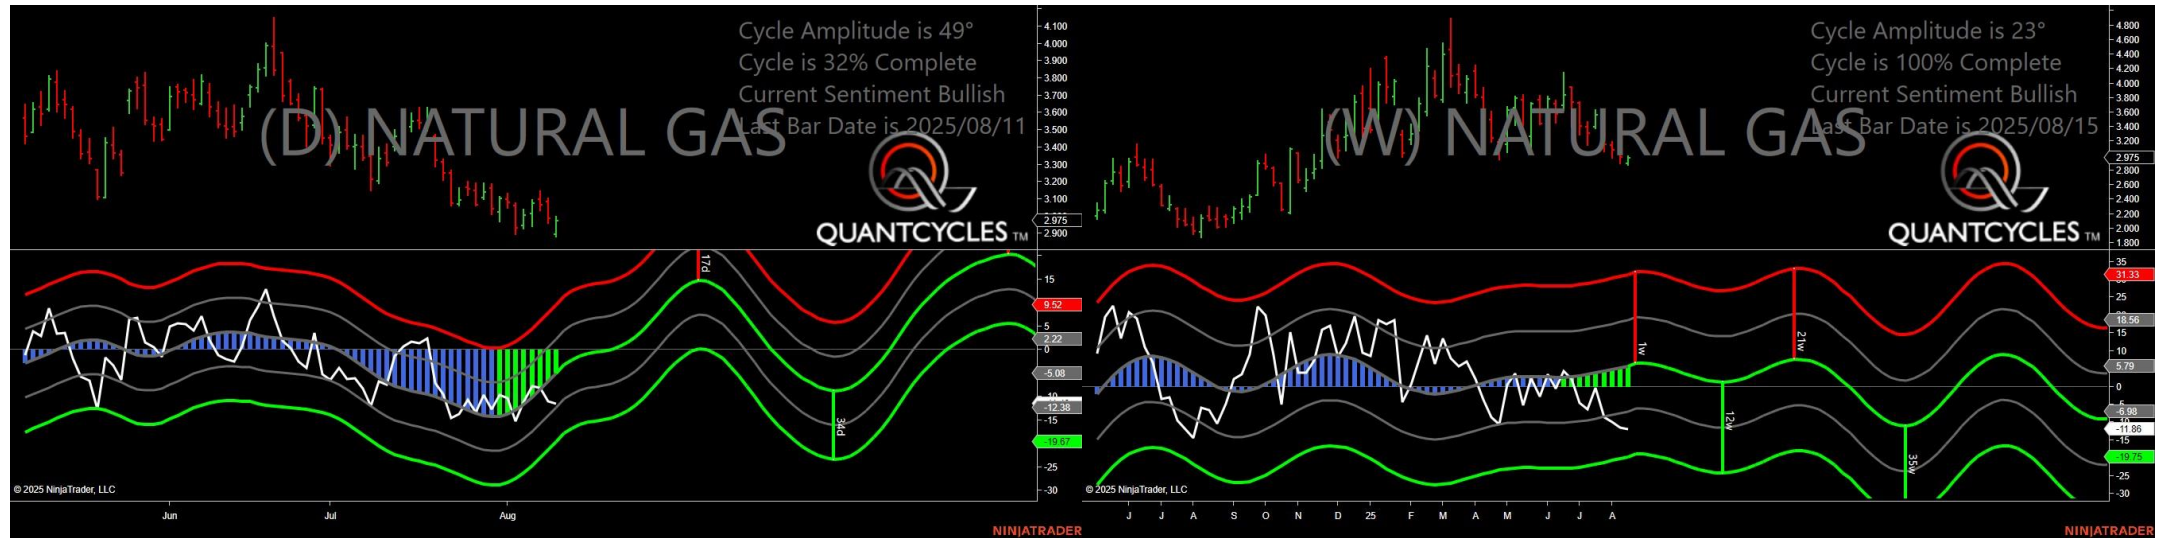 Cycle Amplitude is 49°
Cycle is 32% Complete
Current Sentiment Bullish
Last Bar Date is 2025/08/11
(D) NATURAL GAS
QUANTCYCLES TM
4.100
4.000
3.900
3.800
3.700
3.600
3.500
3.400
3.300
3.200
3.100
2.975
2.900
17d
34d
15
9.52
5
2.22
0
-5.08
-12.38
-15
-19.67
-25
-30
© 2025 NinjaTrader, LLC
Jun Jul Aug
NINJATRADER
Cycle Amplitude is 23°
Cycle is 100% Complete
Current Sentiment Bullish
Last Bar Date is 2025/08/15
(W) NATURAL GAS
QUANTCYCLES TM
4.800
4.600
4.400
4.200
4.000
3.800
3.600
3.400
3.200
2.975
2.800
2.600
2.400
2.200
2.000
1.800
1w
21w
12w
35w
35
31.33
25
18.56
15
10
5.79
0
-6.98
-11.86
-15
-19.75
-25
-30
© 2025 NinjaTrader, LLC
J J A S O N D 25 F M A M J J A
NINJATRADER